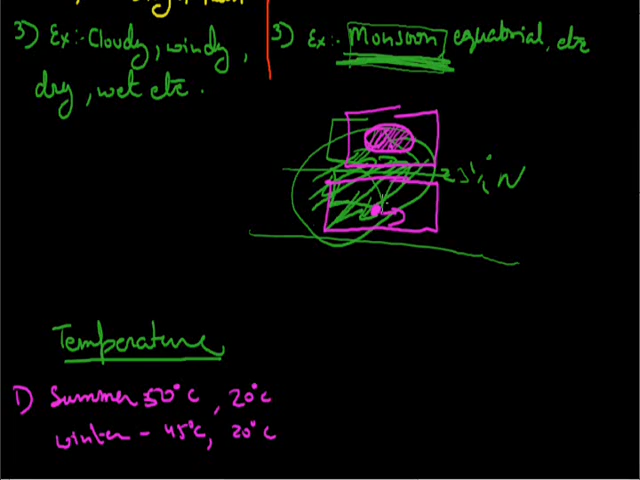 3) Ex:- Cloudy, windy,
dry, wet etc.
3) Ex:- Monsoon equatorial, etc
23½° N
Temperature
1) Summer 50°C, 20°C
winter - 45°C, 20°C